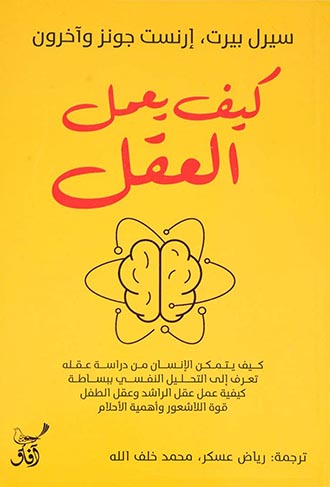 سيرل بيرت، إرنست جونز وآخرون
كيف يعمل
العقل
كيف يتمكن الإنسان من دراسة عقله
تعرف إلى التحليل النفسي ببساطة
كيفية عمل عقل الراشد وعقل الطفل
قوة اللاشعور وأهمية الأحلام
ترجمة: رياض عسكر، محمد خلف الله
آفاق